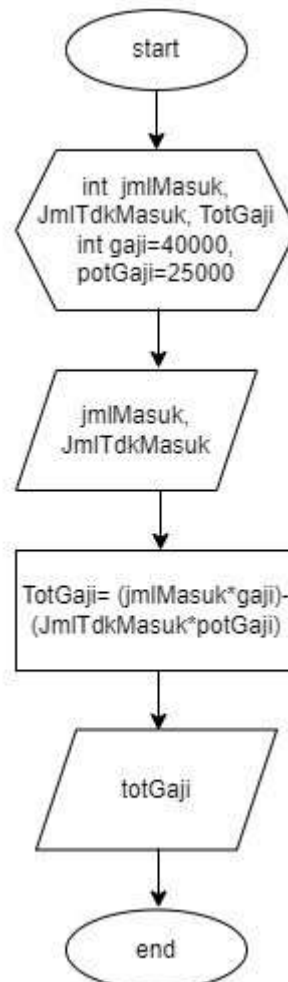 start
int jmlMasuk,
JmlTdkMasuk, TotGaji
int gaji=40000,
potGaji=25000
jmlMasuk,
JmlTdkMasuk
TotGaji= (jmlMasuk*gaji)-
(JmlTdkMasuk*potGaji)
totGaji
end